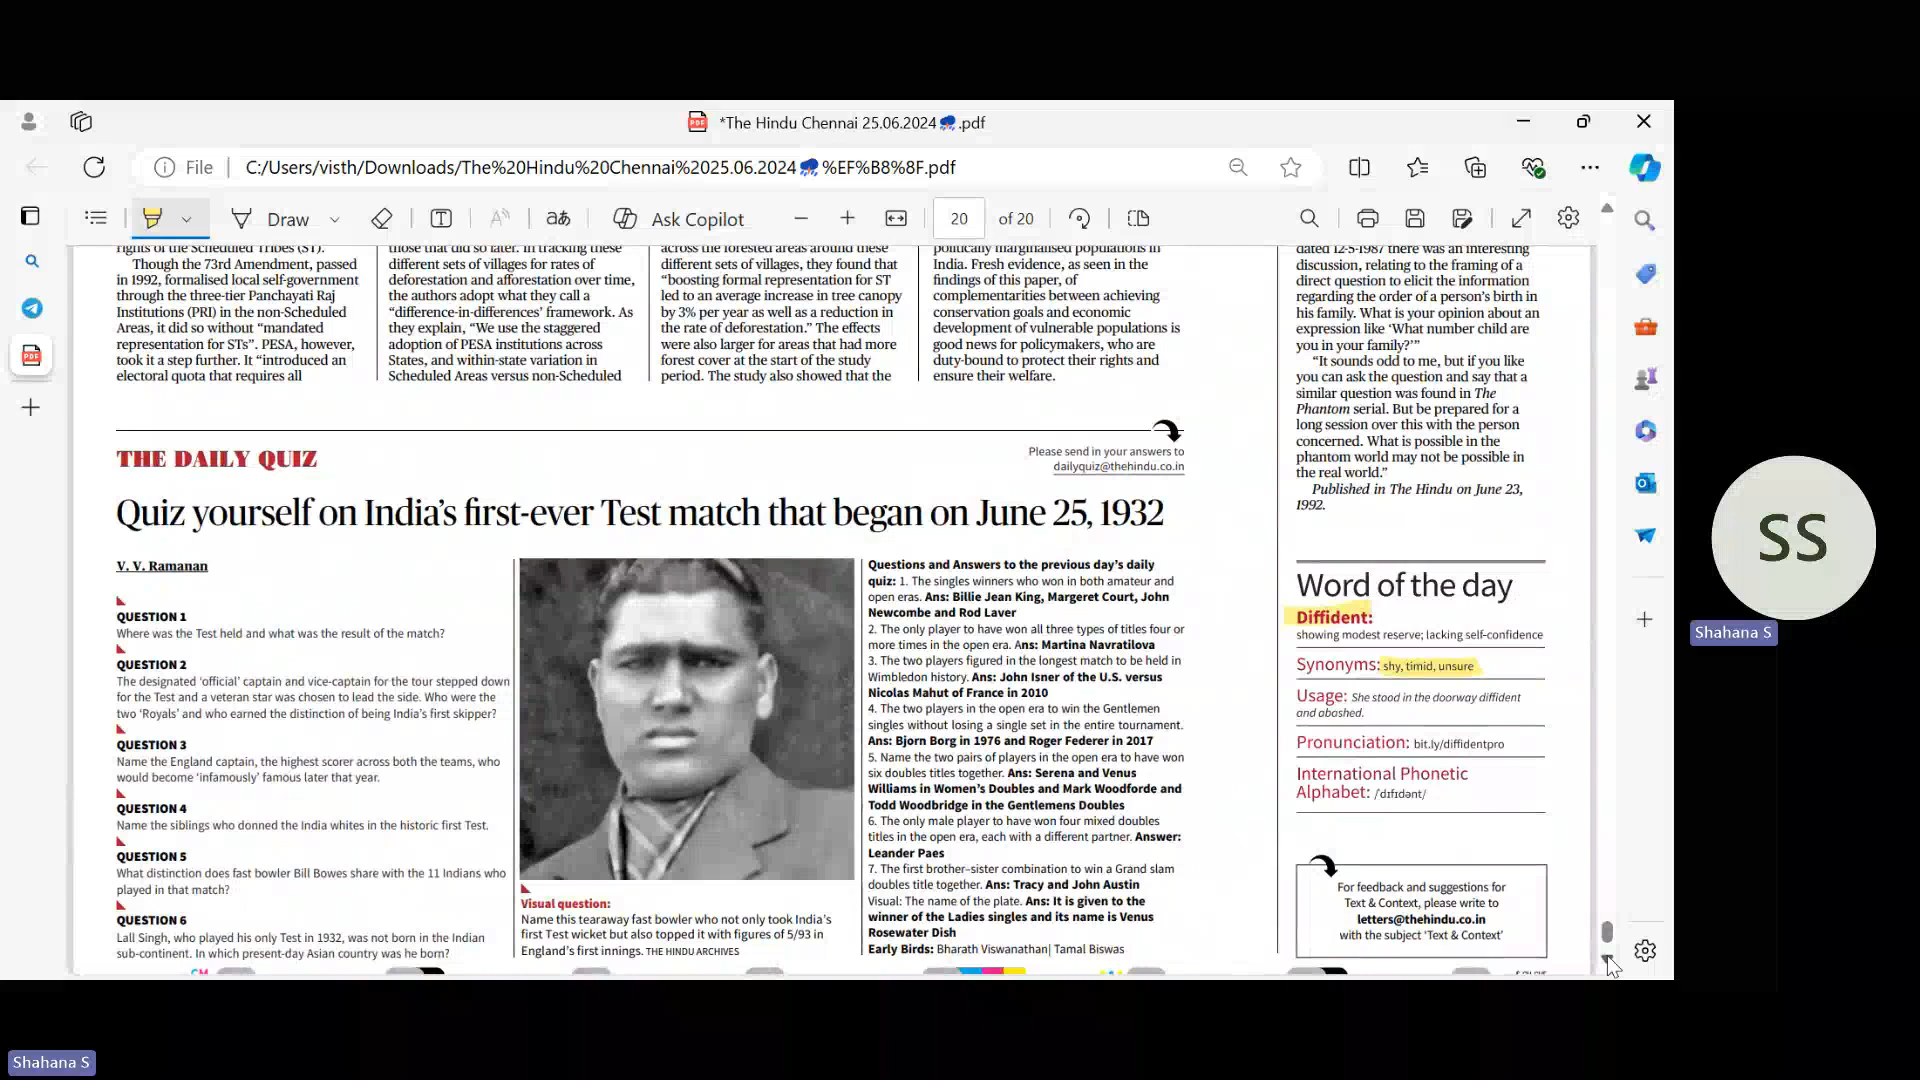 *The Hindu Chennai 25.06.2024🌧️.pdf
File
C:/Users/visth/Downloads/The%20Hindu%20Chennai%2025.06.2024🌧️%EF%B8%8F.pdf
Draw
Ask Copilot
20 of 20
rights of the Scheduled Tribes (ST).
Though the 73rd Amendment, passed
in 1992, formalised local self-government
through the three-tier Panchayati Raj
Institutions (PRI) in the non-Scheduled
Areas, it did so without “mandated
representation for STs”. PESA, however,
took it a step further. It “introduced an
electoral quota that requires all
those that did so later. In tracking these
different sets of villages for rates of
deforestation and afforestation over time,
the authors adopt what they call a
“difference-in-differences’ framework. As
they explain, “We use the staggered
adoption of PESA institutions across
States, and within-state variation in
Scheduled Areas versus non-Scheduled
across the forested areas around these
different sets of villages, they found that
“boosting formal representation for ST
led to an average increase in tree canopy
by 3% per year as well as a reduction in
the rate of deforestation.” The effects
were also larger for areas that had more
forest cover at the start of the study
period. The study also showed that the
politically marginalised populations in
India. Fresh evidence, as seen in the
findings of this paper, of
complementarities between achieving
conservation goals and economic
development of vulnerable populations is
good news for policymakers, who are
duty-bound to protect their rights and
ensure their welfare.
dated 12-5-1987 there was an interesting
discussion, relating to the framing of a
direct question to elicit the information
regarding the order of a person’s birth in
his family. What is your opinion about an
expression like ‘What number child are
you in your family?’”
“It sounds odd to me, but if you like
you can ask the question and say that a
similar question was found in The
Phantom serial. But be prepared for a
long session over this with the person
concerned. What is possible in the
phantom world may not be possible in
the real world.”
Published in The Hindu on June 23,
1992.
THE DAILY QUIZ
Please send in your answers to
dailyquiz@thehindu.co.in
Quiz yourself on India’s first-ever Test match that began on June 25, 1932
V. V. Ramanan
QUESTION 1
Where was the Test held and what was the result of the match?
QUESTION 2
The designated ‘official’ captain and vice-captain for the tour stepped down
for the Test and a veteran star was chosen to lead the side. Who were the
two ‘Royals’ and who earned the distinction of being India’s first skipper?
QUESTION 3
Name the England captain, the highest scorer across both the teams, who
would become ‘infamously’ famous later that year.
QUESTION 4
Name the siblings who donned the India whites in the historic first Test.
QUESTION 5
What distinction does fast bowler Bill Bowes share with the 11 Indians who
played in that match?
QUESTION 6
Lall Singh, who played his only Test in 1932, was not born in the Indian
sub-continent. In which present-day Asian country was he born?
Visual question:
Name this tearaway fast bowler who not only took India’s
first Test wicket but also topped it with figures of 5/93 in
England’s first innings. THE HINDU ARCHIVES
Questions and Answers to the previous day’s daily
quiz: 1. The singles winners who won in both amateur and
open eras. Ans: Billie Jean King, Margaret Court, John
Newcombe and Rod Laver
2. The only player to have won all three types of titles four or
more times in the open era. Ans: Martina Navratilova
3. The two players figured in the longest match to be held in
Wimbledon history. Ans: John Isner of the U.S. versus
Nicolas Mahut of France in 2010
4. The two players in the open era to win the Gentlemen
singles without losing a single set in the entire tournament.
Ans: Bjorn Borg in 1976 and Roger Federer in 2017
5. Name the two pairs of players in the open era to have won
six doubles titles together. Ans: Serena and Venus
Williams in Women’s Doubles and Mark Woodforde and
Todd Woodbridge in the Gentlemens Doubles
6. The only male player to have won four mixed doubles
titles in the open era, each with a different partner. Answer:
Leander Paes
7. The first brother–sister combination to win a Grand slam
doubles title together. Ans: Tracy and John Austin
Visual: The name of the plate. Ans: It is given to the
winner of the Ladies singles and its name is Venus
Rosewater Dish
Early Birds: Bharath Viswanathan| Tamal Biswas
Word of the day
Diffident:
showing modest reserve; lacking self-confidence
Synonyms: shy, timid, unsure
Usage: She stood in the doorway diffident
and abashed.
Pronunciation: bit.ly/diffidentpro
International Phonetic
Alphabet: /dɪfɪdənt/
For feedback and suggestions for
Text & Context, please write to
letters@thehindu.co.in
with the subject ‘Text & Context’
SS
Shahana S
Shahana S